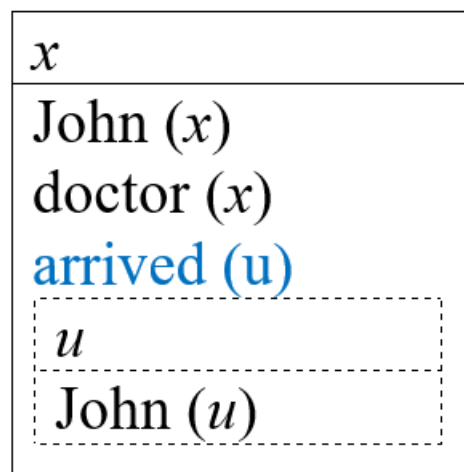 x
John (x)
doctor (x)
arrived (u)
u
John (u)